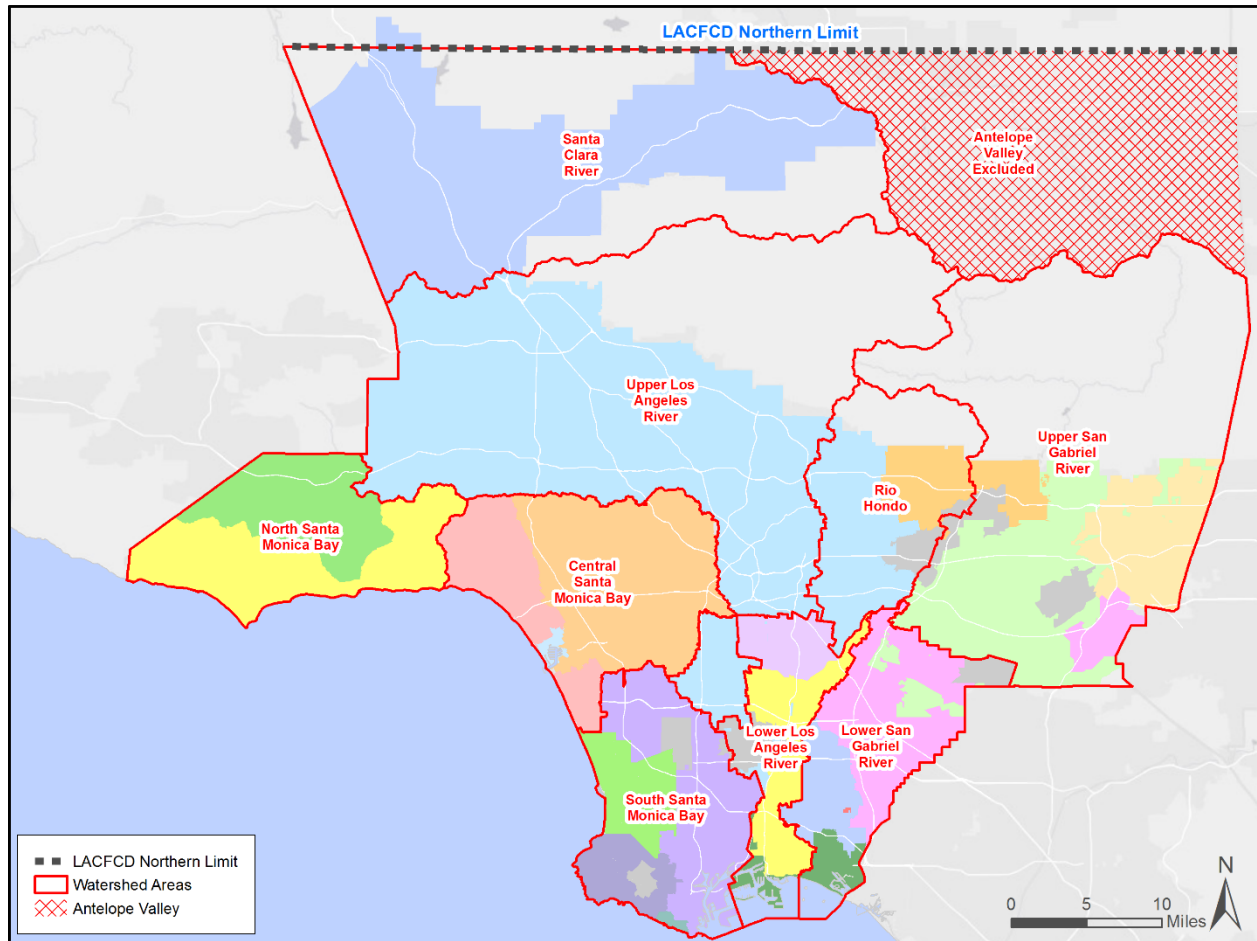 LACFCD Northern Limit
Santa
Clara
River
Antelope
Valley
Excluded
Upper Los
Angeles
River
Upper San
Gabriel
River
Rio
Hondo
North Santa
Monica Bay
Central
Santa
Monica Bay
Lower Los
Angeles
River
Lower San
Gabriel
River
South Santa
Monica Bay
LACFCD Northern Limit
Watershed Areas
Antelope Valley
N
0 5 10
Miles